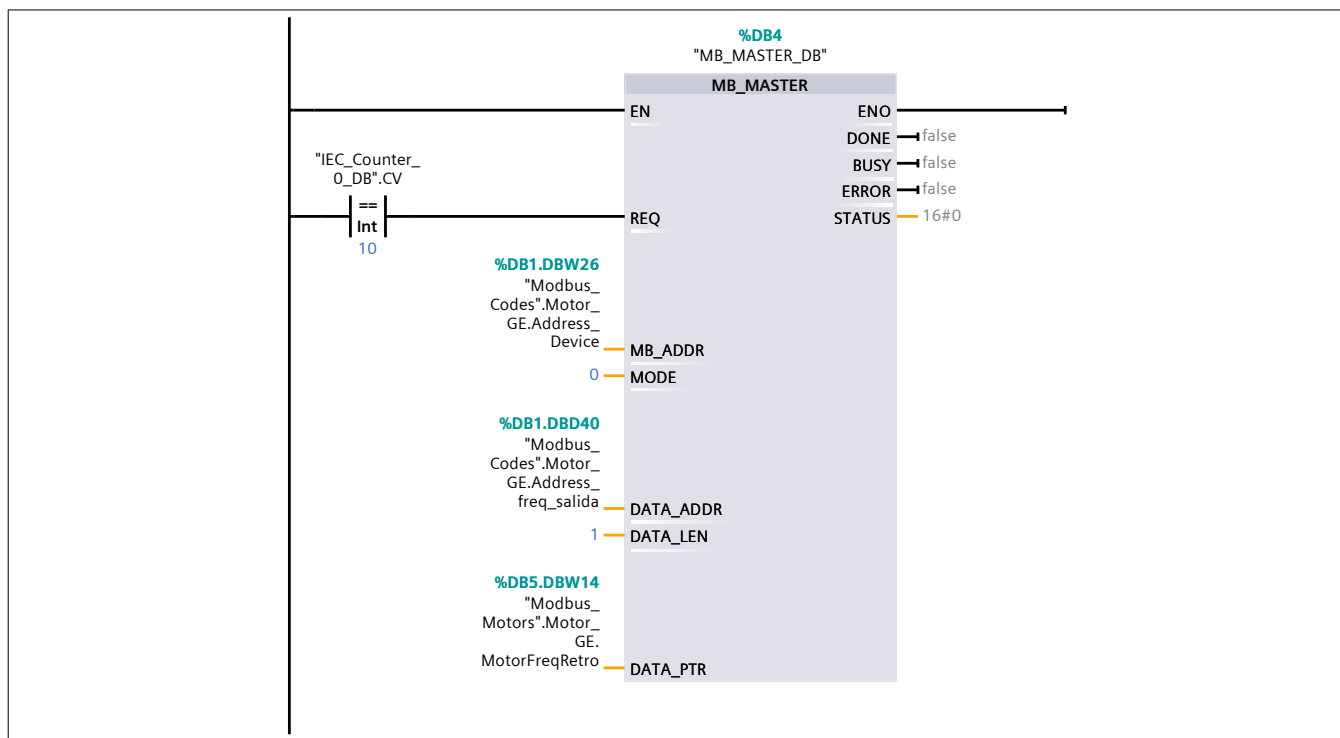 %DB4
"MB_MASTER_DB"
MB_MASTER
EN
ENO
DONE
false
BUSY
false
ERROR
false
"IEC_Counter_
0_DB".CV
==
Int
10
REQ
STATUS
16#0
%DB1.DBW26
"Modbus_
Codes".Motor_
GE.Address_
Device
MB_ADDR
0
MODE
%DB1.DBD40
"Modbus_
Codes".Motor_
GE.Address_
freq_salida
DATA_ADDR
1
DATA_LEN
%DB5.DBW14
"Modbus_
Motors".Motor_
GE.
MotorFreqRetro
DATA_PTR